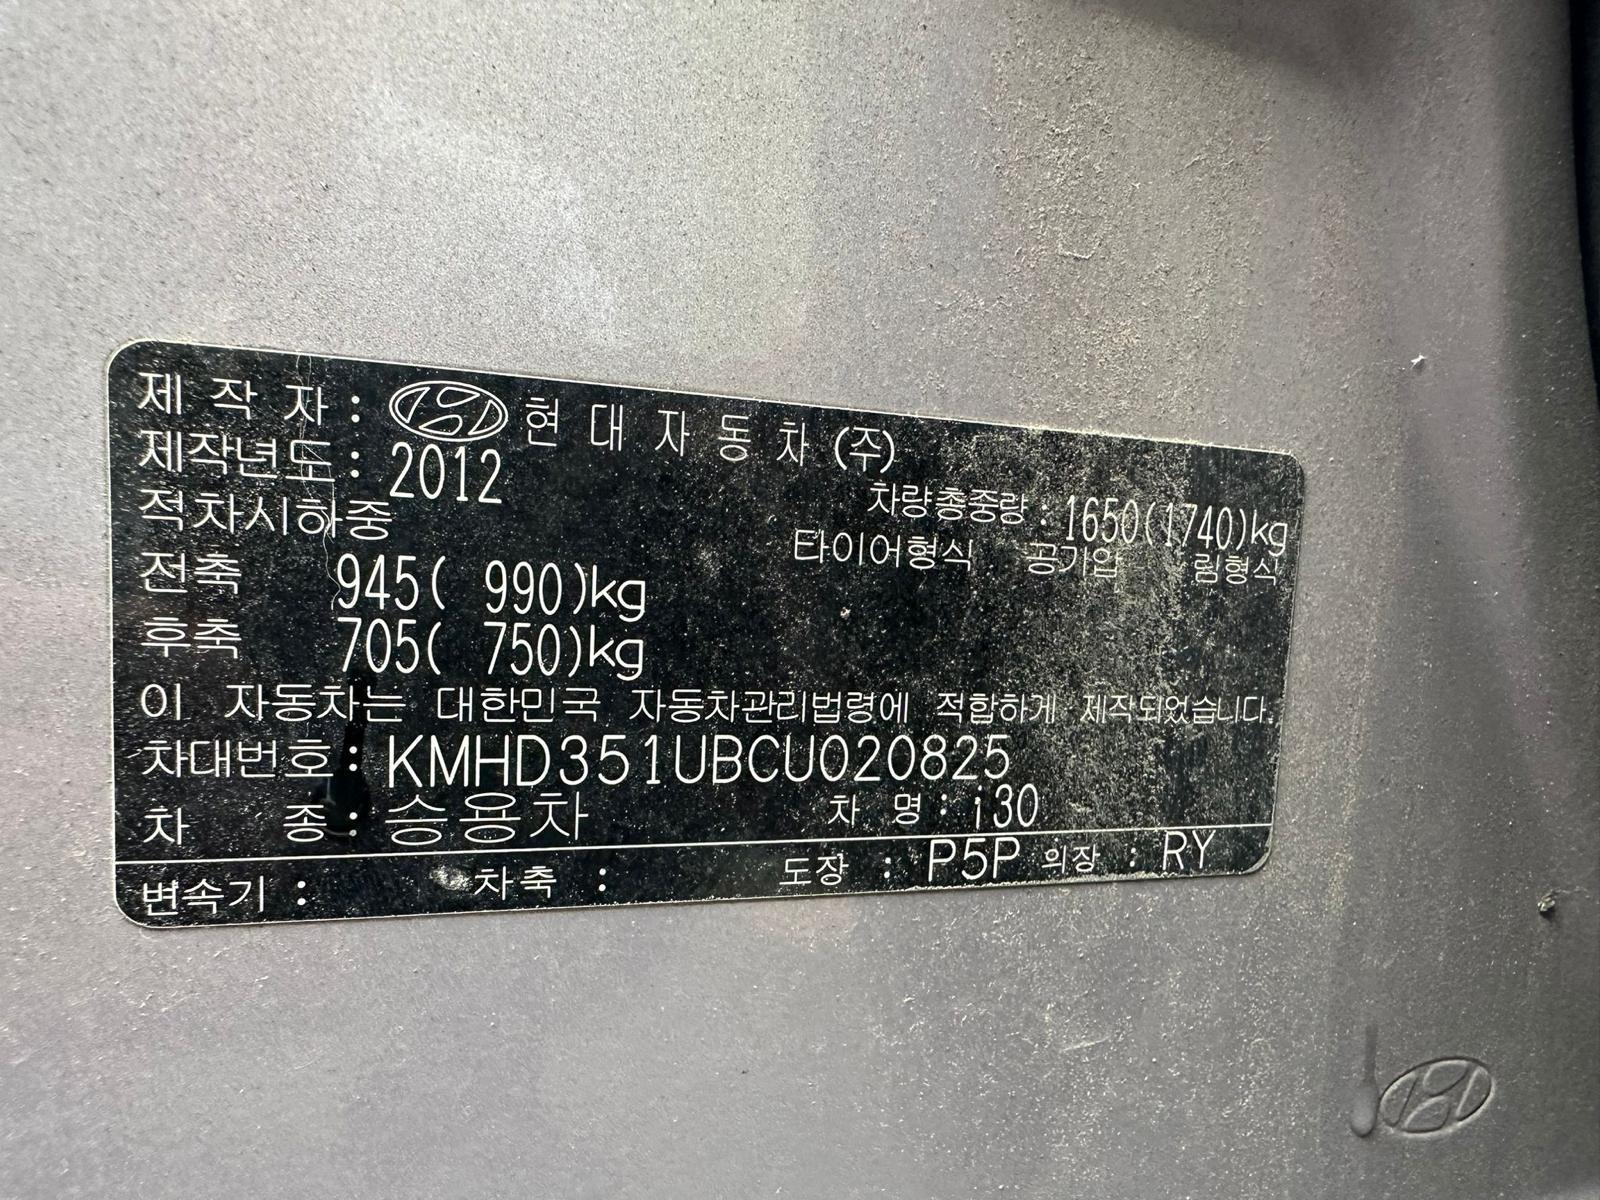 제 작 자 : 현 대 자 동 차 (주)
제작년도 : 2012
적차시하중 차량총중량 : 1650(1740)kg
타이어형식 공기압 림형식
전축 945( 990)kg
후축 705( 750)kg
이 자동차는 대한민국 자동차관리법령에 적합하게 제작되었습니다.
차대번호 : KMHD351UBCU020825
차 종 : 승용차 차 명 : i30
변속기 : 차축 : 도장 : P5P 의장 : RY